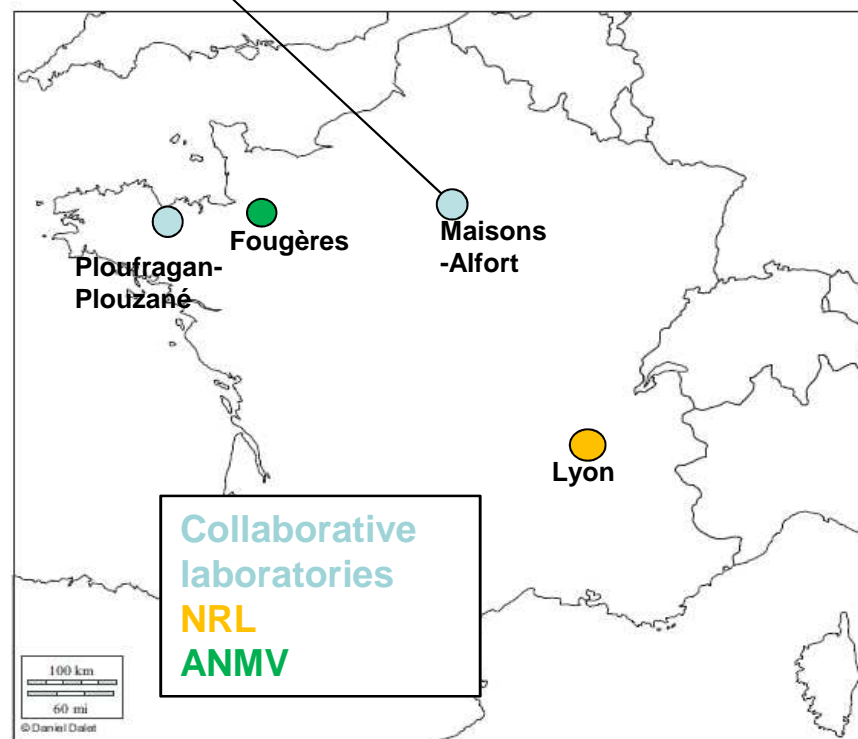 Fougères
Maisons
-Alfort
Ploufragan-
Plouzané
Lyon
Collaborative
laboratories
NRL
ANMV
100 km
60 mi
©Daniel Dalet